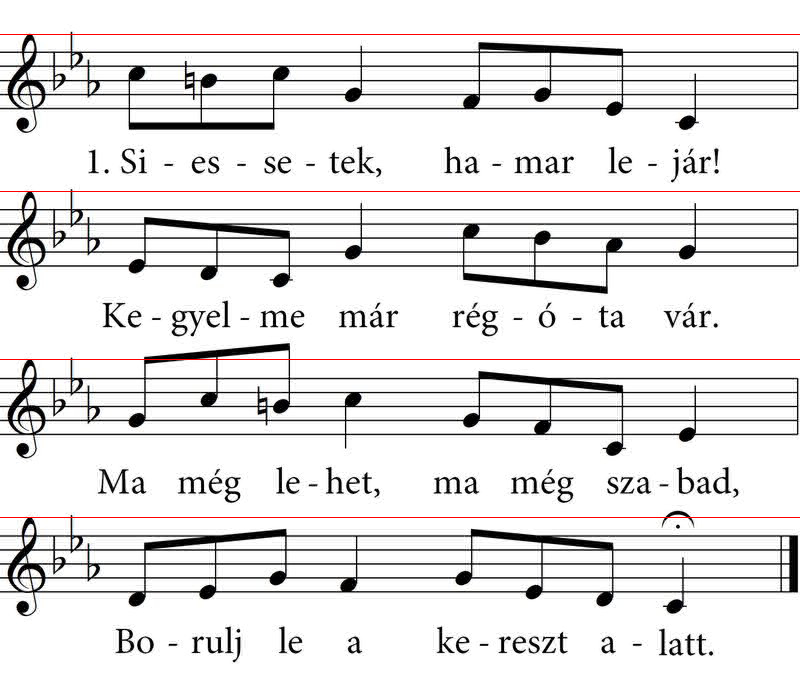 1. Si - es - se - tek, ha - mar le - jár!
Ke - gyel - me már rég - ó - ta vár.
Ma még le - het, ma még sza - bad,
Bo - rulj le a ke - reszt a - latt.